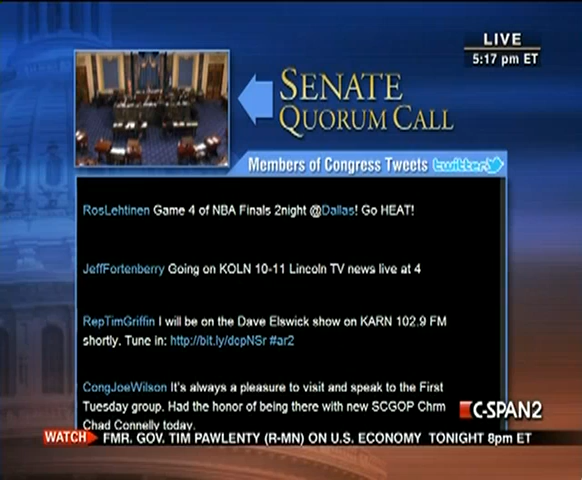 LIVE
5:17 pm ET
SENATE
QUORUM CALL
Members of Congress Tweets twitter
RosLehtinen Game 4 of NBA Finals 2night @Dallas! Go HEAT!
JeffFortenberry Going on KOLN 10-11 Lincoln TV news live at 4
RepTimGriffin I will be on the Dave Elswick show on KARN 102.9 FM
shortly. Tune in: http://bit.ly/dcpNSr #ar2
CongJoeWilson It's always a pleasure to visit and speak to the First
Tuesday group. Had the honor of being there with new SCGOP Chrm
Chad Connelly today.
C-SPAN2
WATCH FMR. GOV. TIM PAWLENTY (R-MN) ON U.S. ECONOMY TONIGHT 8pm ET